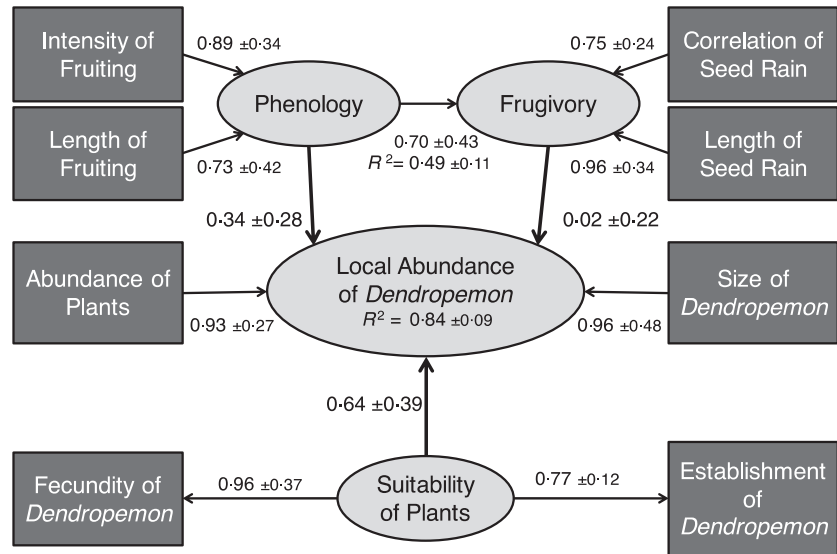 Intensity of
Fruiting
0·89 ±0·34
0·75 ±0·24
Correlation of
Seed Rain
Phenology
Frugivory
Length of
Fruiting
0·73 ±0·42
0·70 ±0·43
R²= 0·49 ±0·11
0·96 ±0·34
Length of
Seed Rain
0·34 ±0·28
0·02 ±0·22
Abundance of
Plants
0·93 ±0·27
Local Abundance
of Dendropemon
R² = 0·84 ±0·09
0·96 ±0·48
Size of
Dendropemon
0·64 ±0·39
Fecundity of
Dendropemon
0·96 ±0·37
Suitability
of Plants
0·77 ±0·12
Establishment
of
Dendropemon